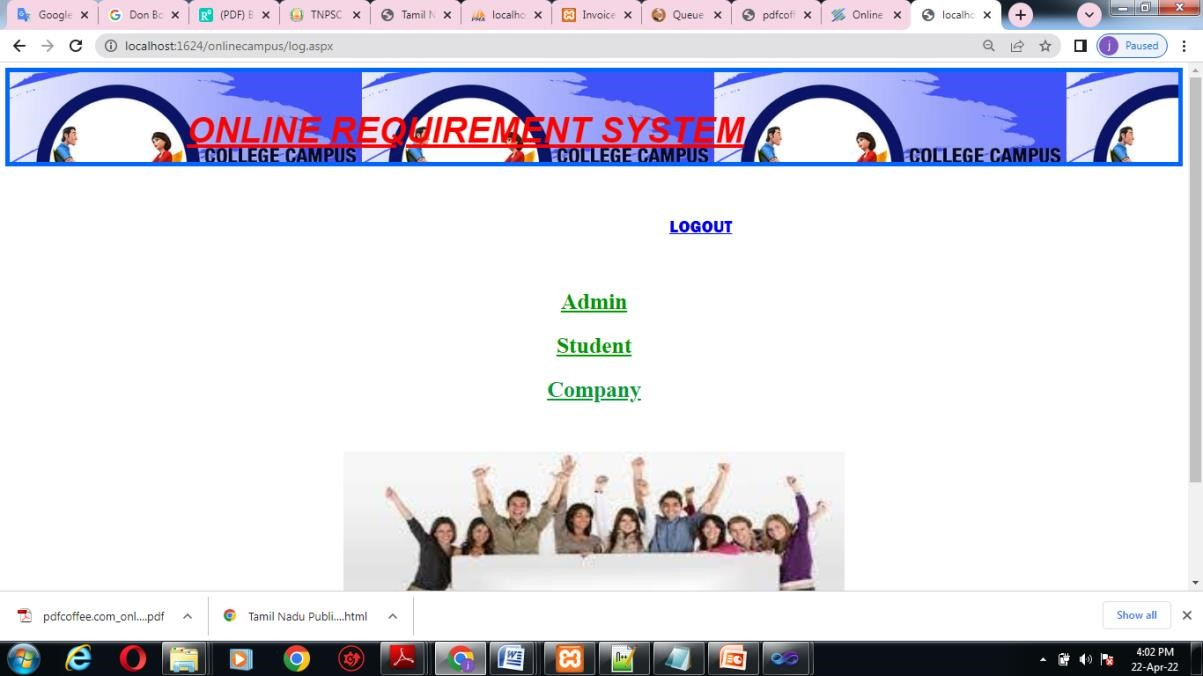 Google
Don Bo
(PDF) B
TNPSC
Tamil N
localho
Invoice
Queue
pdfcoff
Online
localho
localhost:1624/onlinecampus/log.aspx
j Paused
ONLINE REQUIREMENT SYSTEM
COLLEGE CAMPUS COLLEGE CAMPUS COLLEGE CAMPUS
LOGOUT
Admin
Student
Company
pdfcoffee.com_onl....pdf
Tamil Nadu Publi....html
Show all
4:02 PM
22-Apr-22